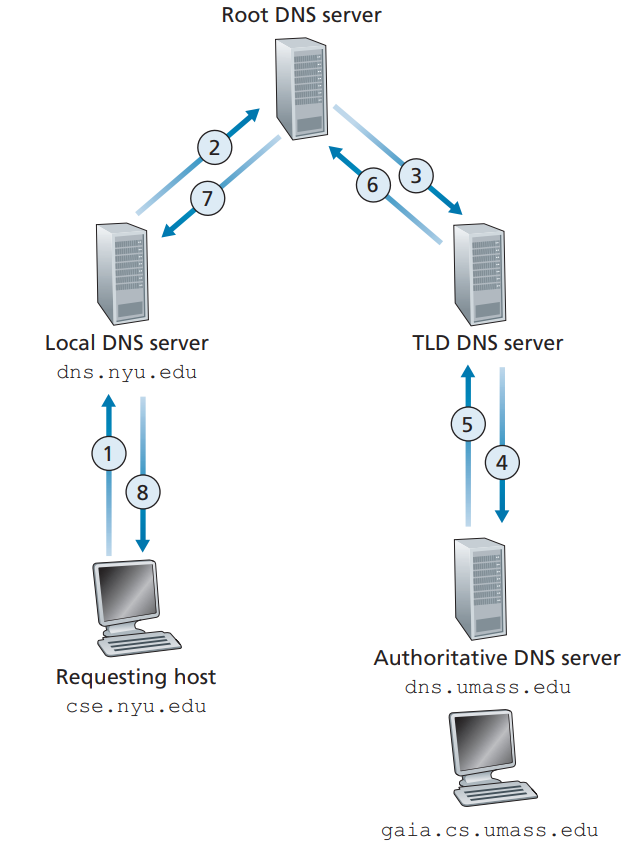 Root DNS server
2
3
6
7
Local DNS server
dns.nyu.edu
TLD DNS server
1
5
4
8
Requesting host
cse.nyu.edu
Authoritative DNS server
dns.umass.edu
gaia.cs.umass.edu